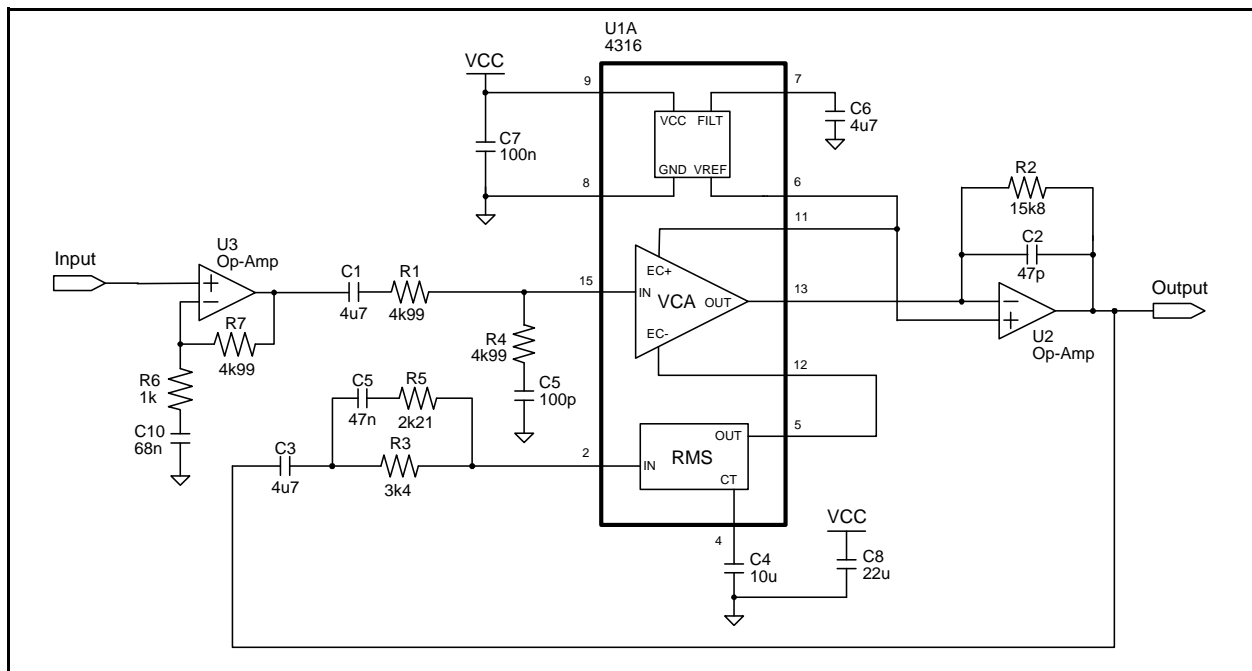 U1A
4316
VCC
9
7
C6
4u7
VCC
FILT
C7
100n
GND
VREF
8
6
R2
15k8
11
C2
47p
Input
U3
Op-Amp
C1
4u7
R1
4k99
15
EC+
IN
VCA
OUT
EC-
13
Output
U2
Op-Amp
R7
4k99
R4
4k99
12
R6
1k
C5
47n
R5
2k21
C5
100p
C10
68n
OUT
5
C3
4u7
R3
3k4
2
IN
RMS
CT
VCC
4
C4
10u
C8
22u